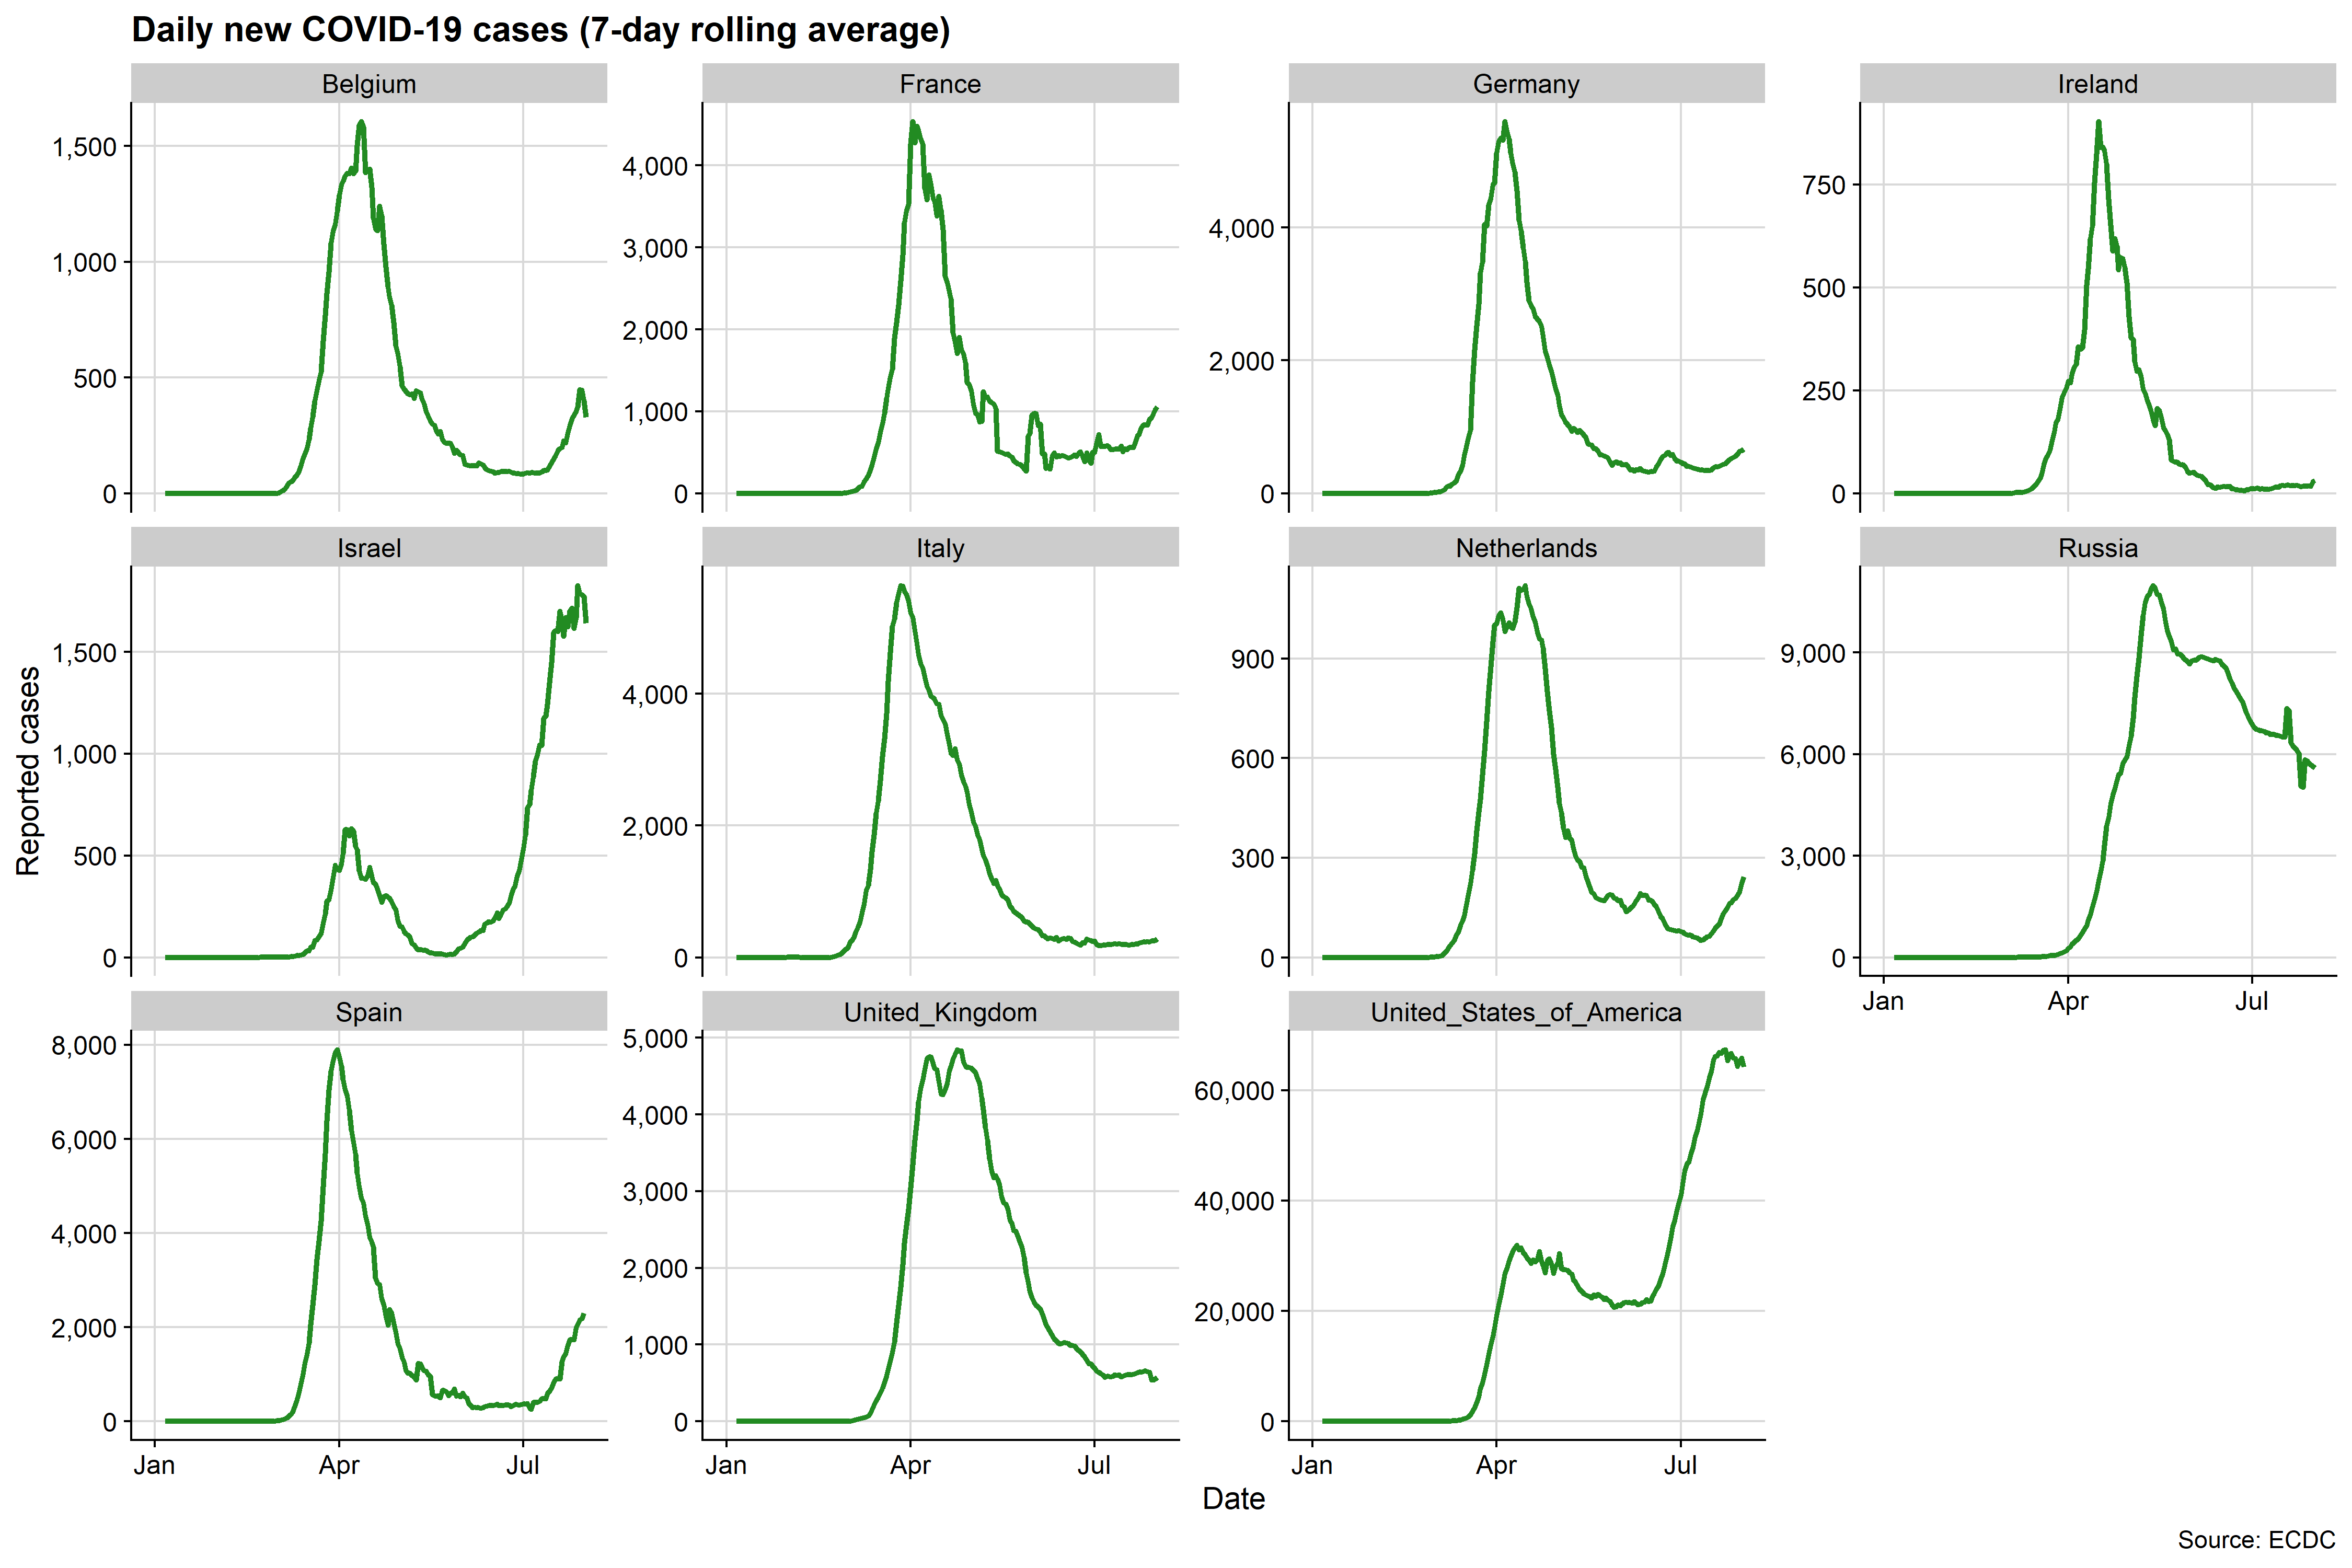 Daily new COVID-19 cases (7-day rolling average)
Belgium
France
Germany
Ireland
1,500
1,000
500
0
4,000
3,000
2,000
1,000
0
4,000
2,000
0
750
500
250
0
Israel
Italy
Netherlands
Russia
Reported cases
1,500
1,000
500
0
4,000
2,000
0
900
600
300
0
9,000
6,000
3,000
0
Jan Apr Jul
Spain
United_Kingdom
United_States_of_America
8,000
6,000
4,000
2,000
0
5,000
4,000
3,000
2,000
1,000
0
60,000
40,000
20,000
0
Jan Apr Jul
Jan Apr Jul
Jan Apr Jul
Date
Source: ECDC